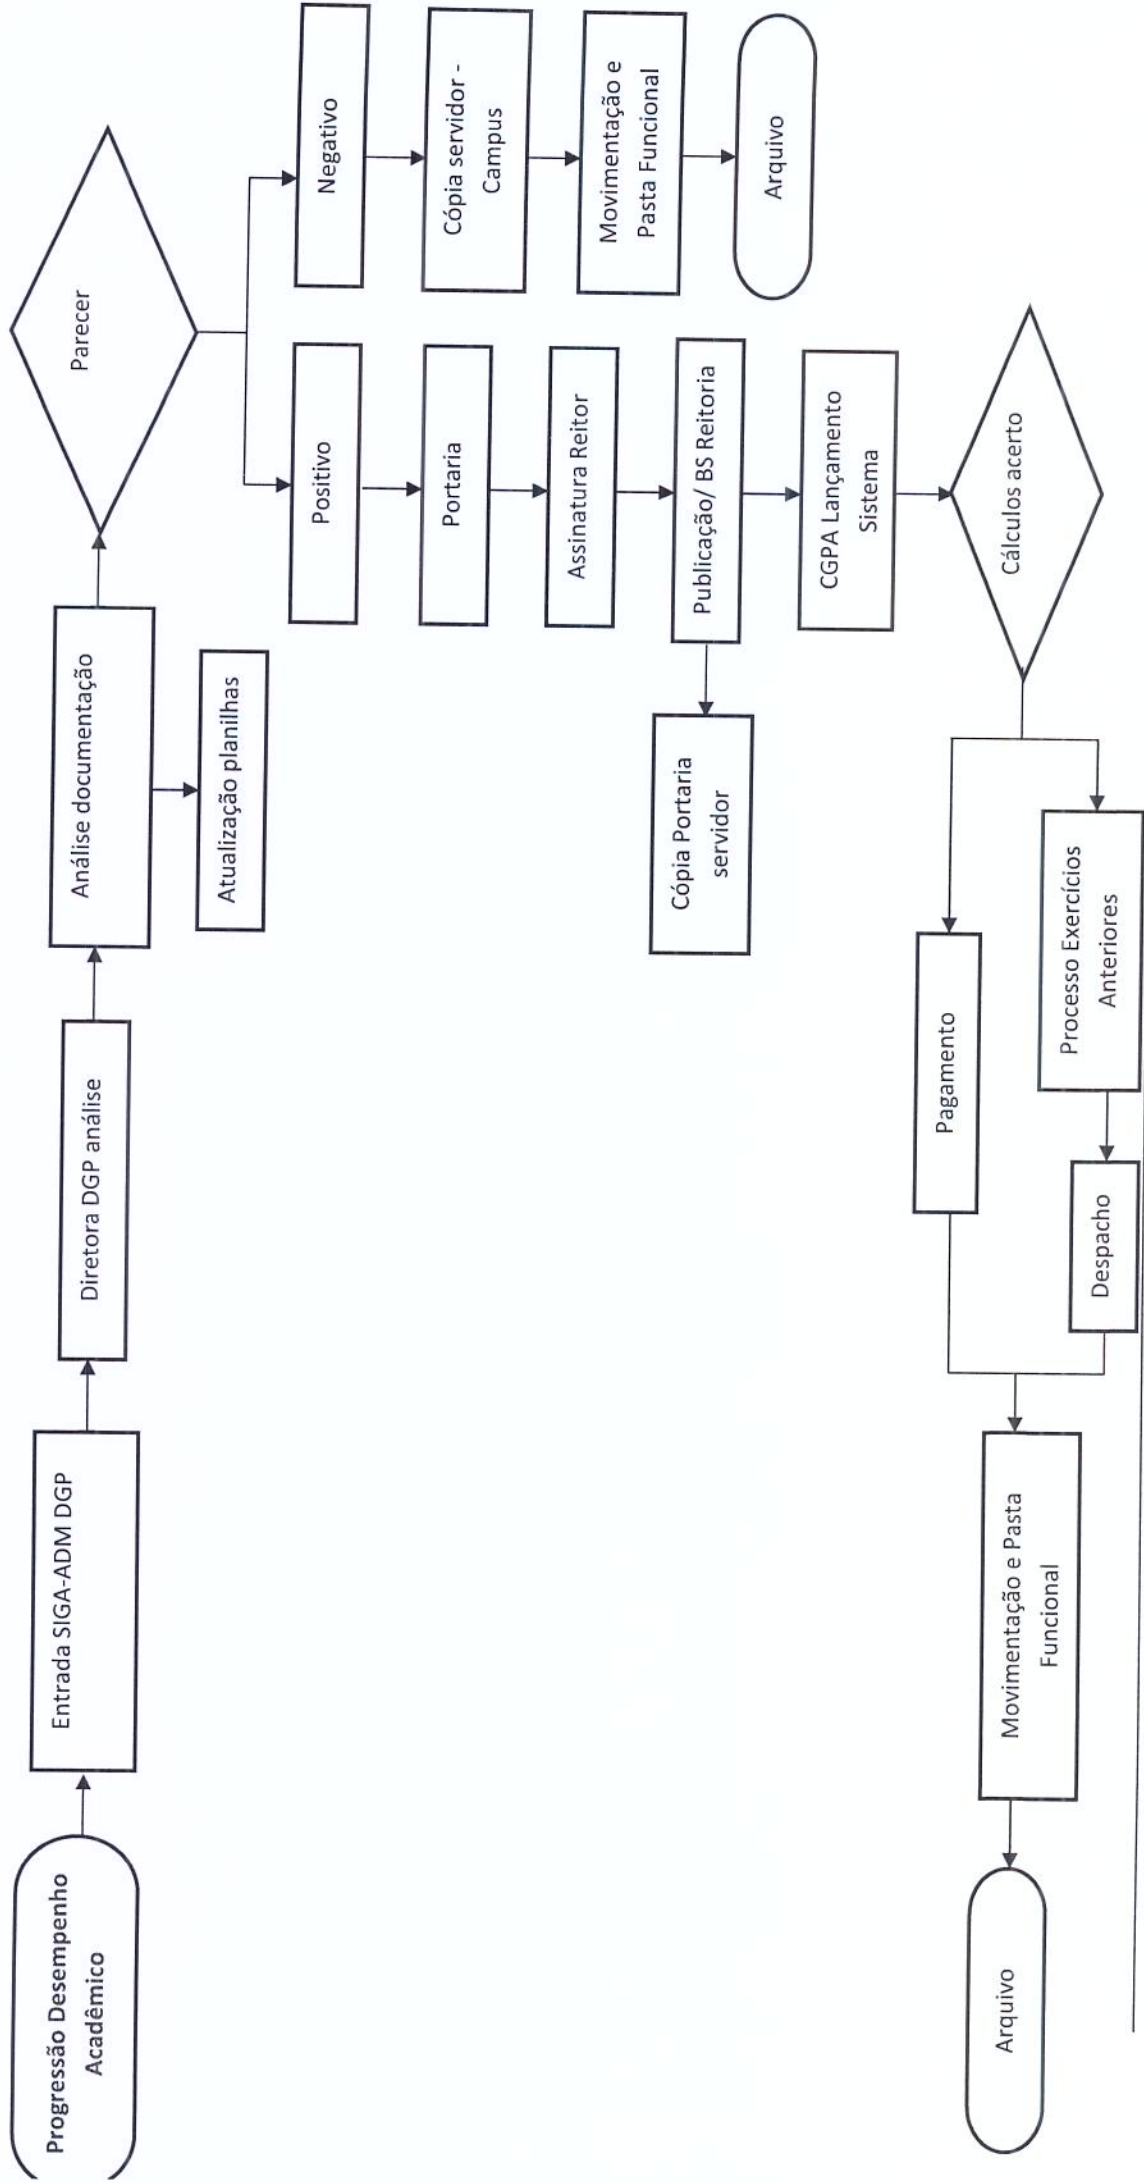 Progressão Desempenho
Acadêmico
Entrada SIGA-ADM DGP
Diretora DGP análise
Análise documentação
Atualização planilhas
Parecer
Negativo
Cópia servidor -
Campus
Movimentação e
Pasta Funcional
Arquivo
Positivo
Portaria
Assinatura Reitor
Publicação/ BS Reitoria
Cópia Portaria
servidor
CGPA Lançamento
Sistema
Cálculos acerto
Pagamento
Processo Exercícios
Anteriores
Despacho
Movimentação e Pasta
Funcional
Arquivo